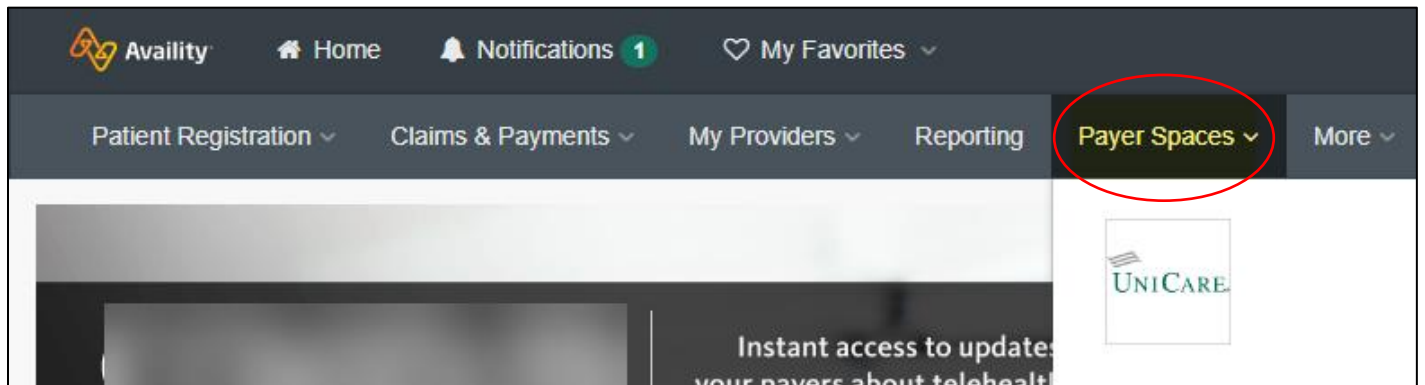 Availity Home Notifications 1 My Favorites
Patient Registration Claims & Payments My Providers Reporting Payer Spaces More
UNICARE
Instant access to updates
your payers about telehealth